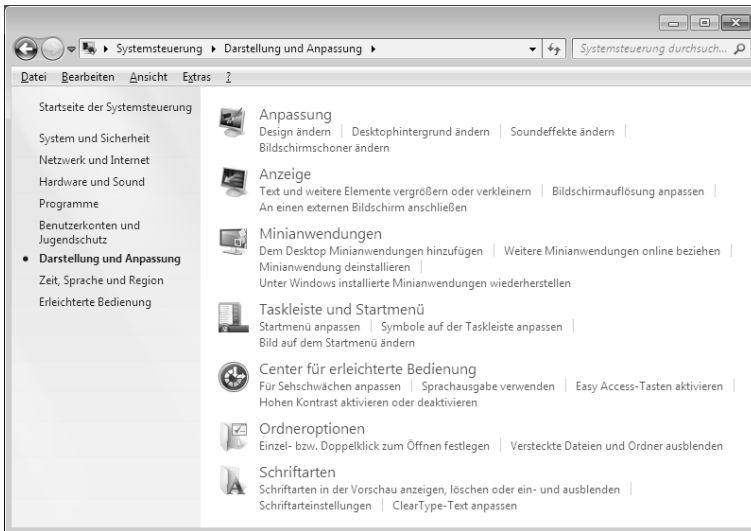 Systemsteuerung Darstellung und Anpassung Systemsteuerung durchsuch...
Datei Bearbeiten Ansicht Extras ?
Startseite der Systemsteuerung
System und Sicherheit
Netzwerk und Internet
Hardware und Sound
Programme
Benutzerkonten und
Jugendschutz
Darstellung und Anpassung
Zeit, Sprache und Region
Erleichterte Bedienung
Anpassung
Design ändern | Desktophintergrund ändern | Soundeffekte ändern |
Bildschirmschoner ändern
Anzeige
Text und weitere Elemente vergrößern oder verkleinern | Bildschirmauflösung anpassen |
An einen externen Bildschirm anschließen
Minianwendungen
Dem Desktop Minianwendungen hinzufügen | Weitere Minianwendungen online beziehen |
Minianwendung deinstallieren |
Unter Windows installierte Minianwendungen wiederherstellen
Taskleiste und Startmenü
Startmenü anpassen | Symbole auf der Taskleiste anpassen |
Bild auf dem Startmenü ändern
Center für erleichterte Bedienung
Für Sehschwächen anpassen | Sprachausgabe verwenden | Easy Access-Tasten aktivieren |
Hohen Kontrast aktivieren oder deaktivieren
Ordneroptionen
Einzel- bzw. Doppelklick zum Öffnen festlegen | Versteckte Dateien und Ordner ausblenden
Schriftarten
Schriftarten in der Vorschau anzeigen, löschen oder ein- und ausblenden |
Schriftarteinstellungen | ClearType-Text anpassen